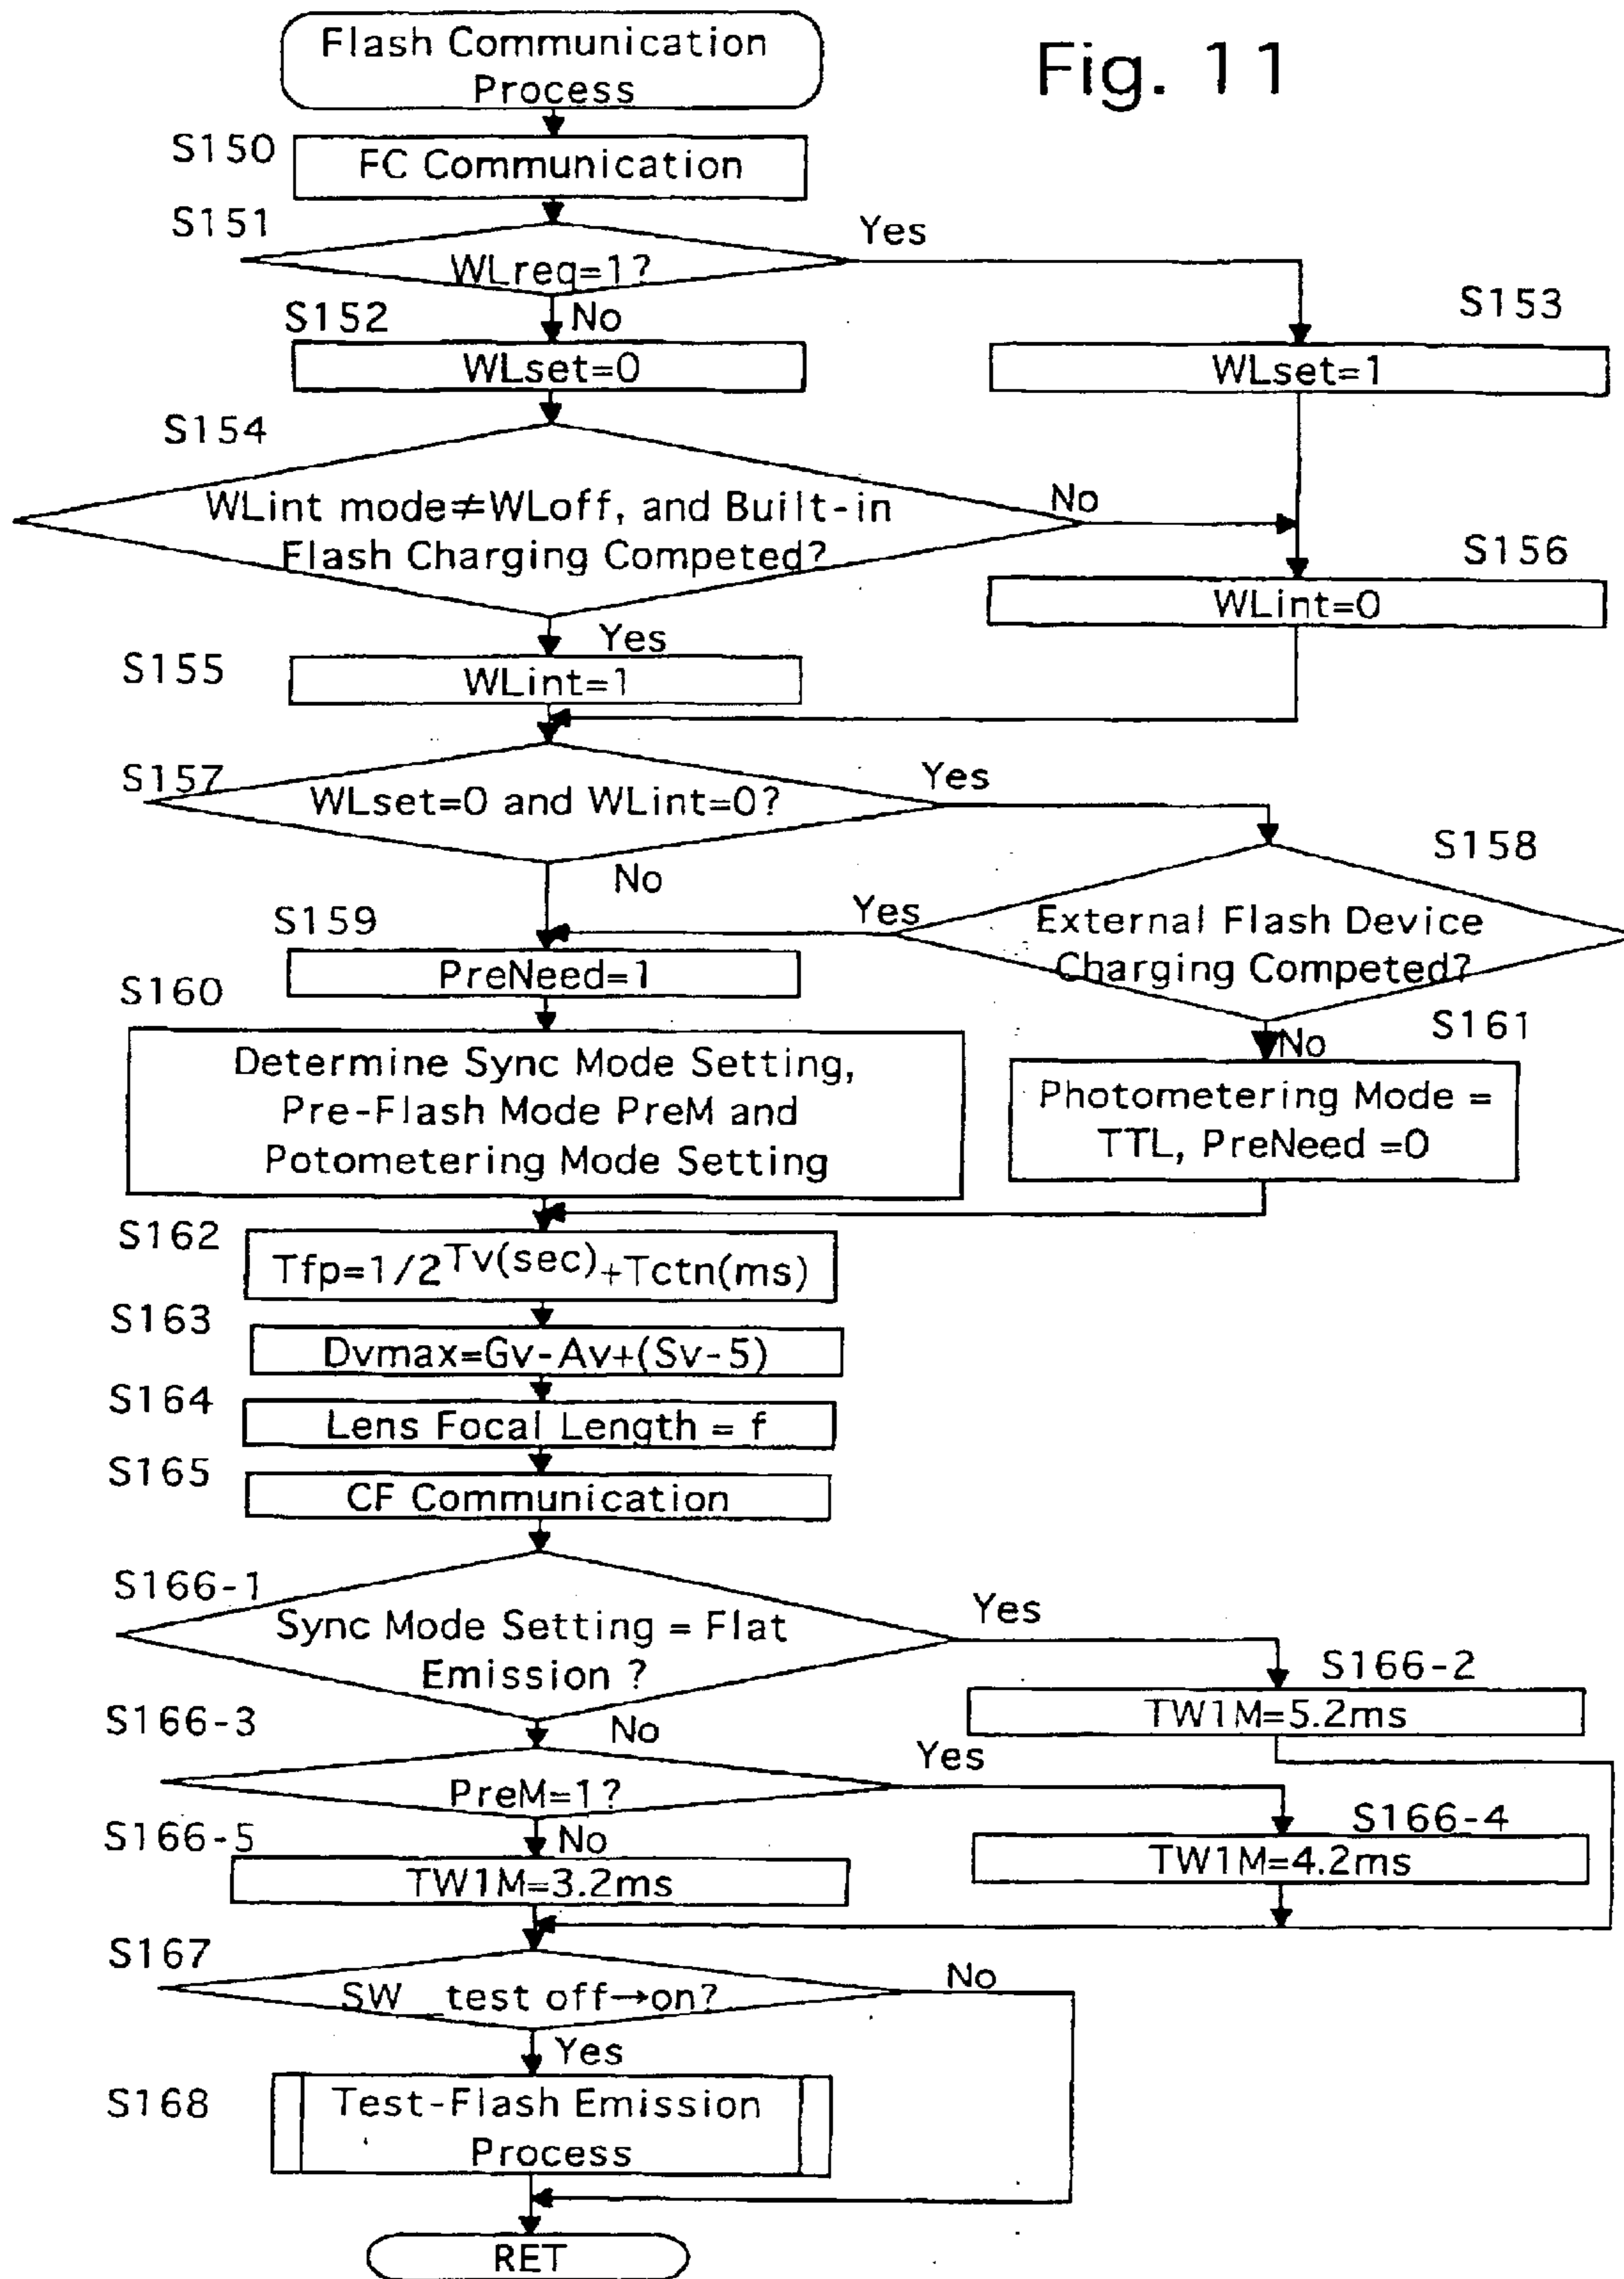 Fig. 11
Flash Communication
Process
S150
FC Communication
S151
WLreq=1?
Yes
No
S152
WLset=0
S153
WLset=1
S154
WLint mode≠WLoff, and Built-in
Flash Charging Competed?
No
Yes
S155
WLint=1
S156
WLint=0
S157
WLset=0 and WLint=0?
Yes
No
S158
External Flash Device
Charging Competed?
Yes
No
S159
PreNeed=1
S160
Determine Sync Mode Setting,
Pre-Flash Mode PreM and
Potometering Mode Setting
S161
Photometering Mode =
TTL, PreNeed =0
S162
Tfp=1/2^Tv(sec)+Tctn(ms)
S163
Dvmax=Gv-Av+(Sv-5)
S164
Lens Focal Length = f
S165
CF Communication
S166-1
Sync Mode Setting = Flat
Emission ?
Yes
No
S166-2
TW1M=5.2ms
S166-3
PreM=1?
Yes
No
S166-4
TW1M=4.2ms
S166-5
TW1M=3.2ms
S167
SW_test off→on?
No
Yes
S168
Test-Flash Emission
Process
RET